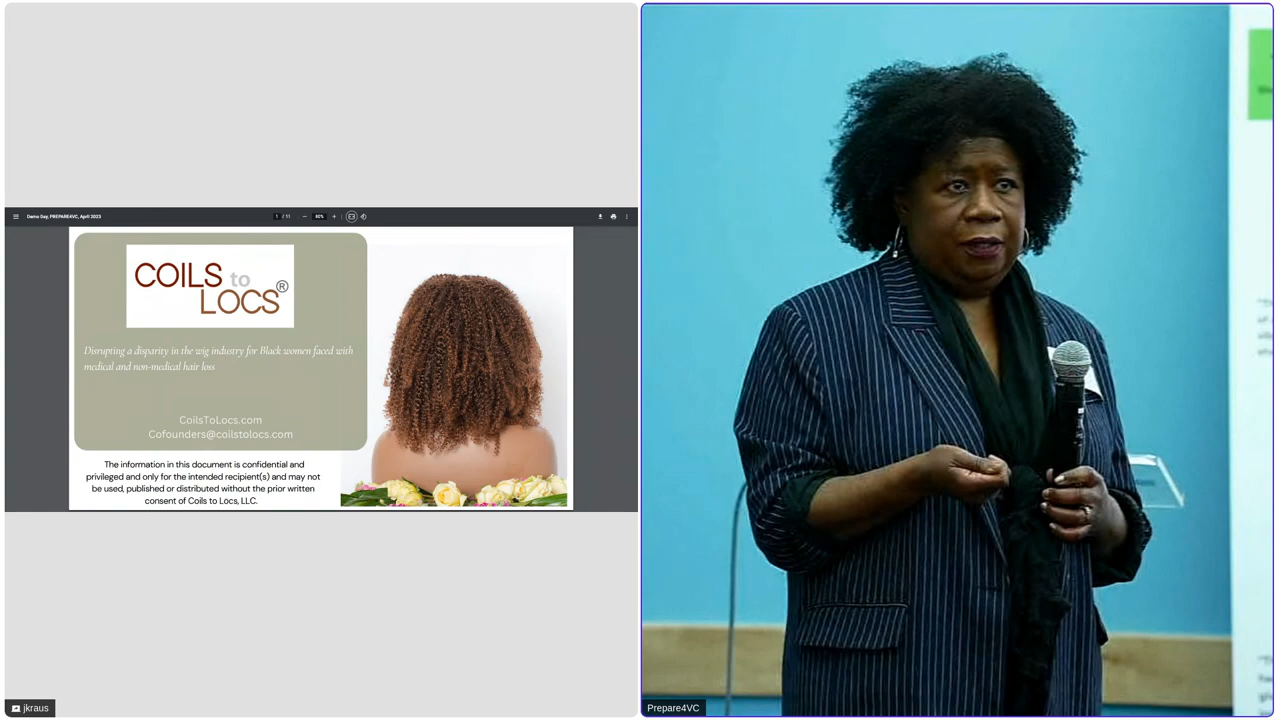 Demo Day, PREPARE4VC, April 2023
1 / 11
80%
COILS to
LOCS®
Disrupting a disparity in the wig industry for Black women faced with
medical and non-medical hair loss
CoilsToLocs.com
Cofounders@coilstolocs.com
The information in this document is confidential and
privileged and only for the intended recipient(s) and may not
be used, published or distributed without the prior written
consent of Coils to Locs, LLC.
jkraus
Prepare4VC